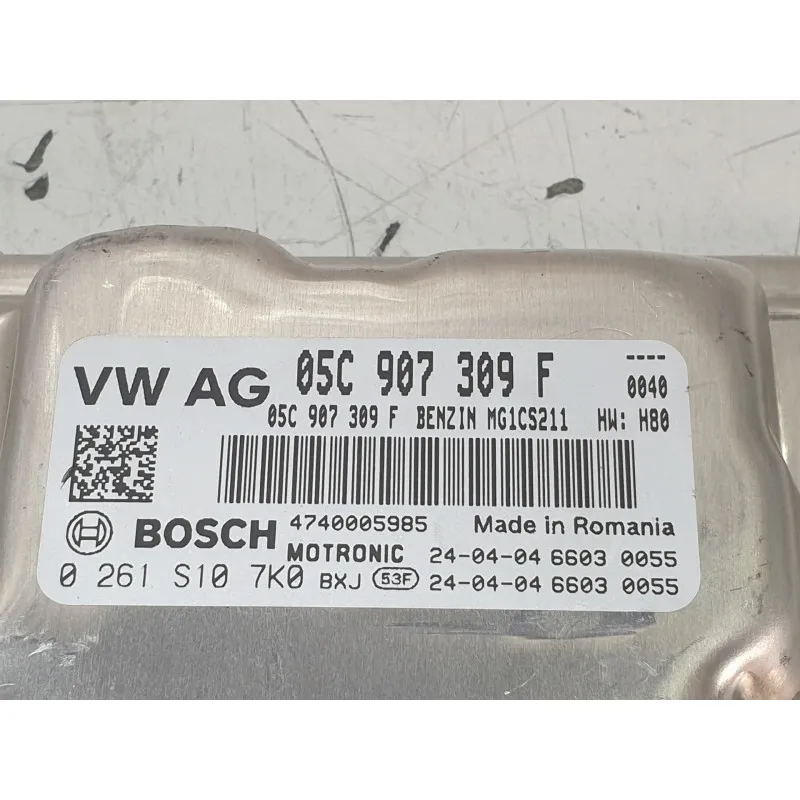 VW AG 05C 907 309 F ----
0040
05C 907 309 F BENZIN MG1CS211 HW: H80
BOSCH 4740005985 Made in Romania
MOTRONIC 24-04-04 6603 0055
0 261 S10 7K0 BXJ 53F 24-04-04 6603 0055